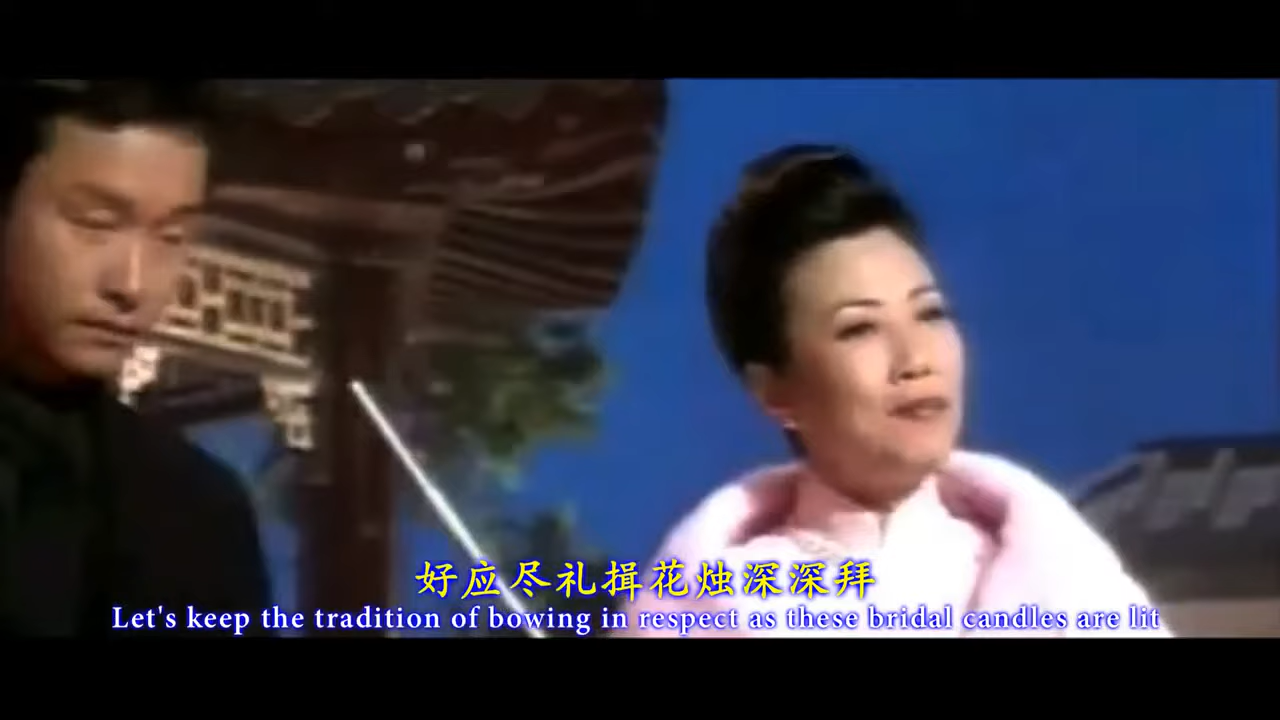 好应尽礼揖花烛深深拜
Let's keep the tradition of bowing in respect as these bridal candles are lit